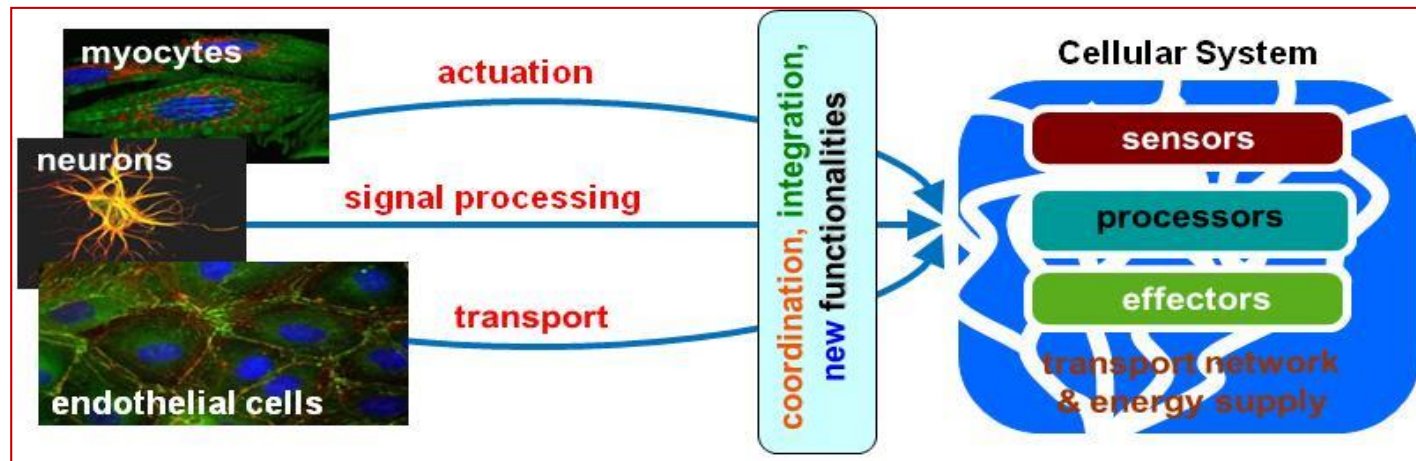 myocytes
actuation
neurons
signal processing
endothelial cells
transport
coordination, integration,
new functionalities
Cellular System
sensors
processors
effectors
transport network
& energy supply